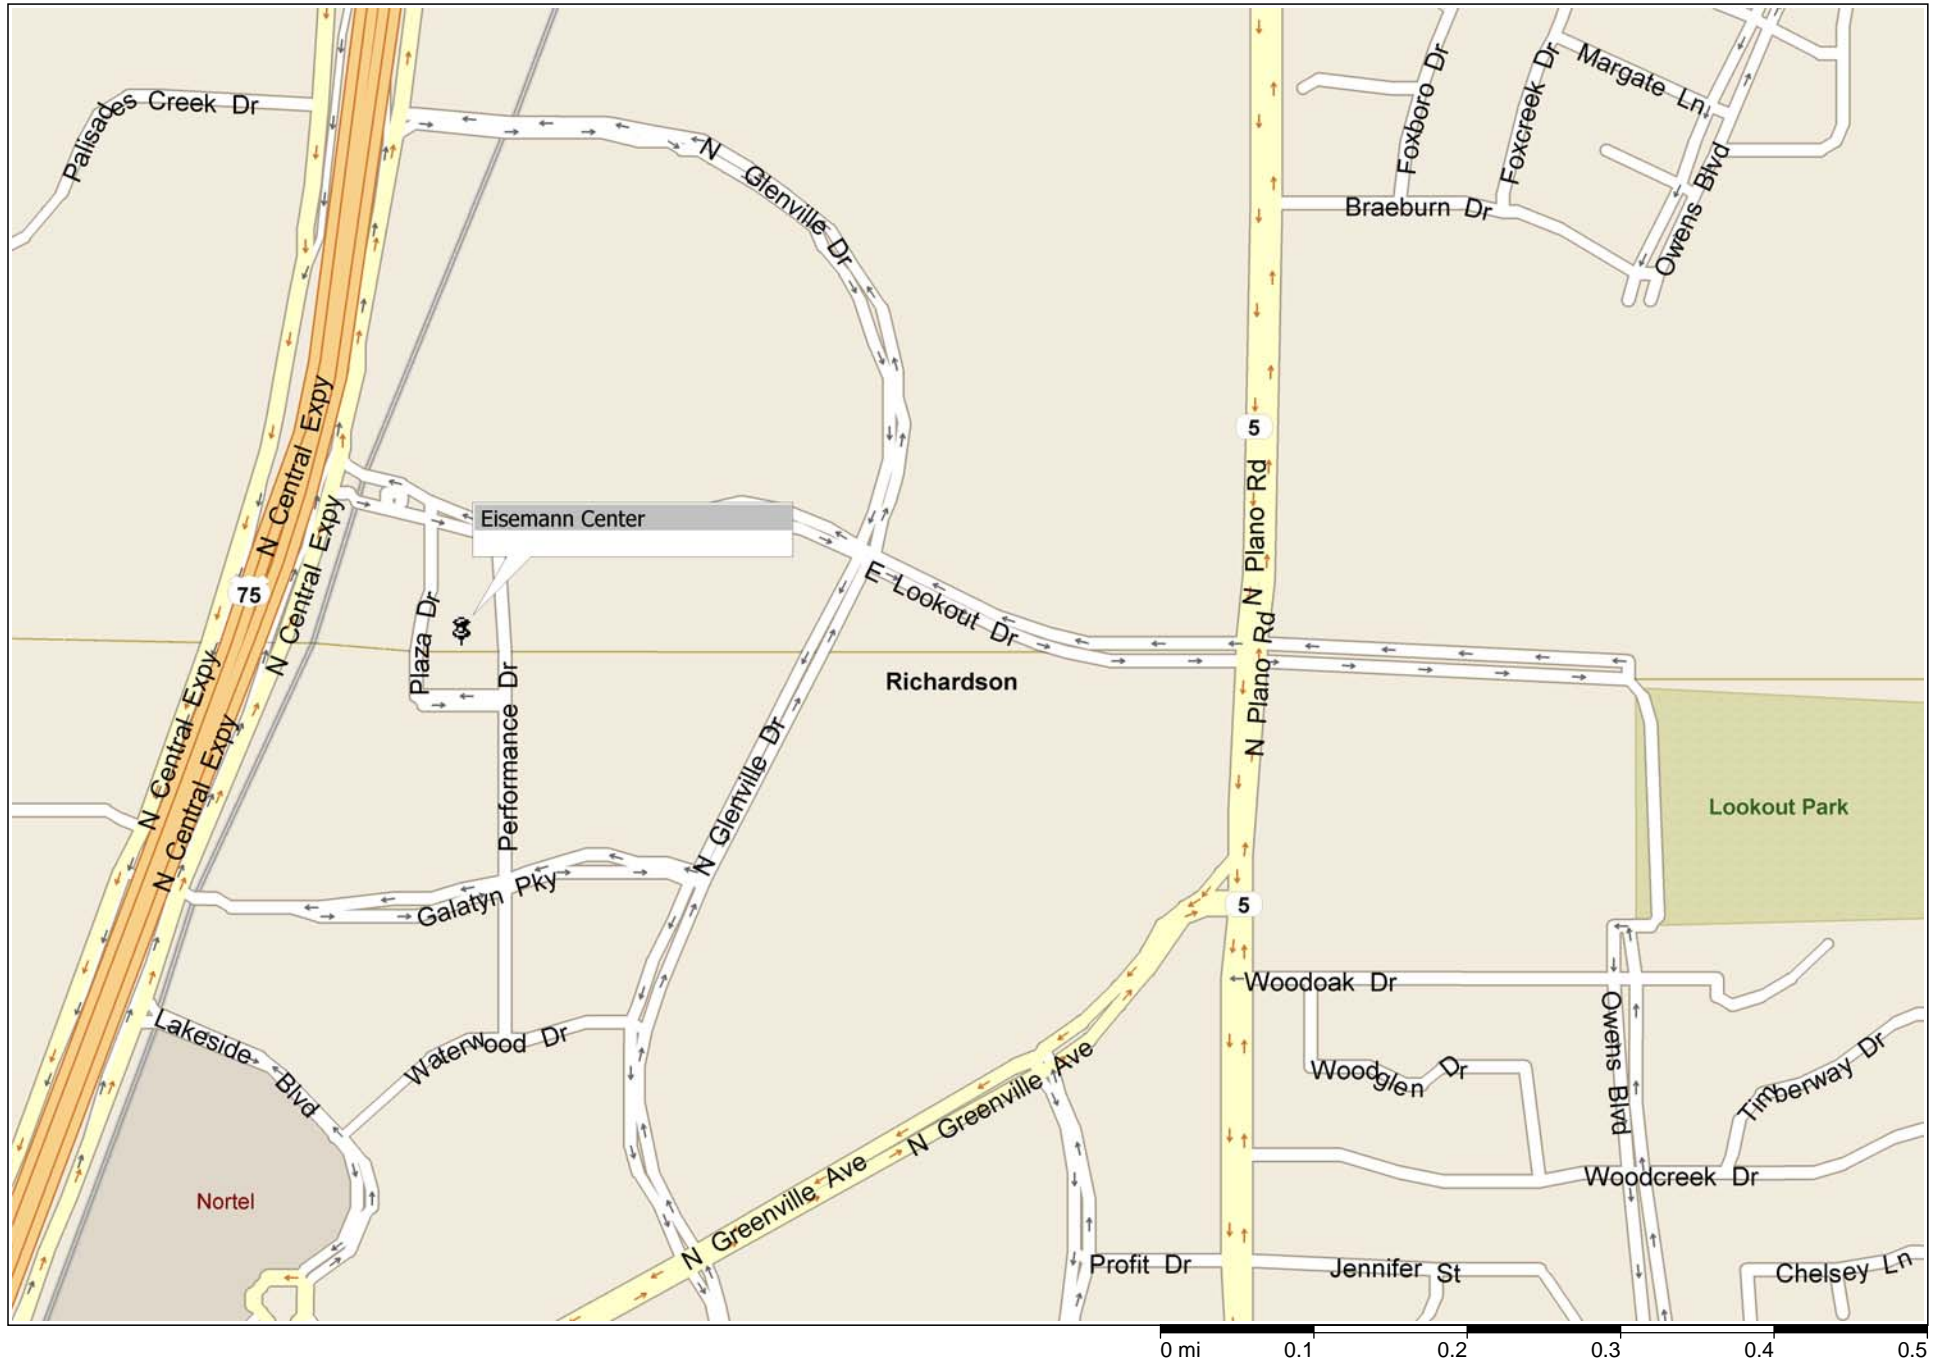 Palisades Creek Dr
N Glenville Dr
Foxboro Dr
Foxcreek Dr
Margate Ln
Owens Blvd
Braeburn Dr
N Central Expy
N Central Expy
5
N Plano Rd
Eisemann Center
75
E Lookout Dr
Plaza Dr
Richardson
N Plano Rd
Performance Dr
N Glenville Dr
N Central Expy
N Central Expy
Lookout Park
Galatyn Pky
5
Woodoak Dr
Lakeside Blvd
Waterwood Dr
Woodglen Dr
Owens Blvd
Timberway Dr
N Greenville Ave
N Greenville Ave
Woodcreek Dr
Nortel
Profit Dr
Jennifer St
Chelsey Ln
0 mi 0.1 0.2 0.3 0.4 0.5